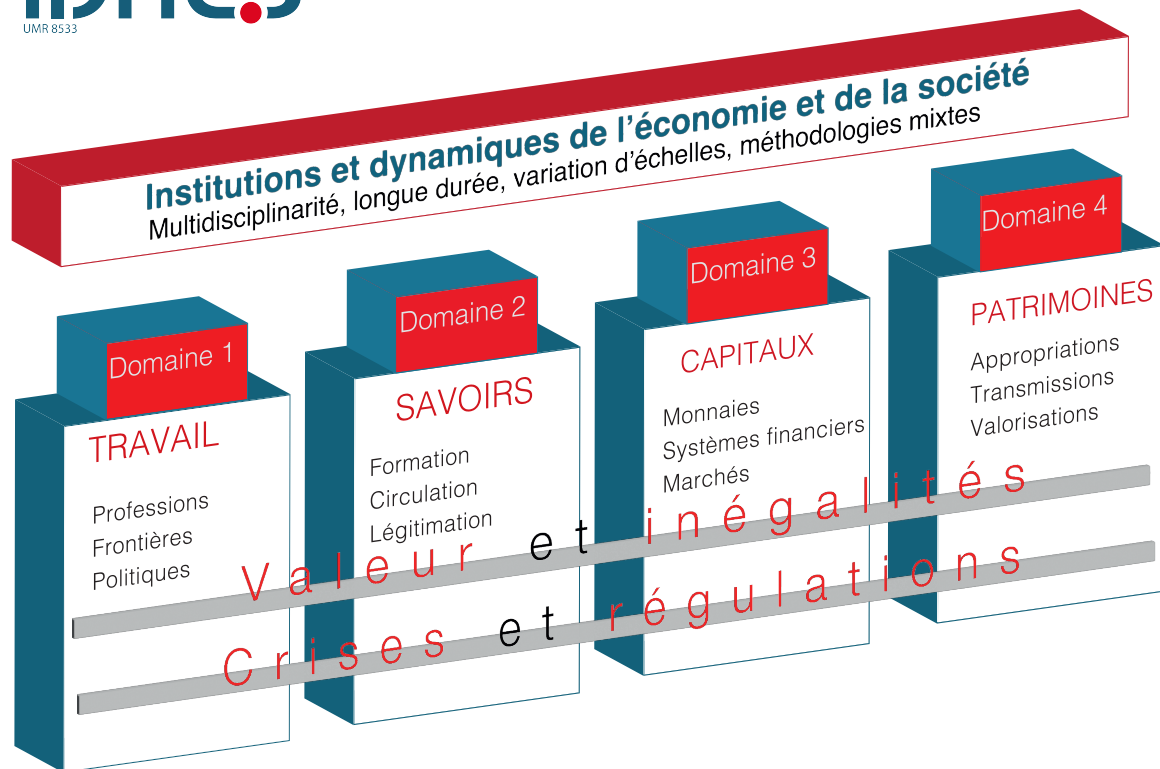 UMR 8533
Institutions et dynamiques de l'économie et de la société
Multidisciplinarité, longue durée, variation d'échelles, méthodologies mixtes
Domaine 1
TRAVAIL
Professions
Frontières
Politiques
Domaine 2
SAVOIRS
Formation
Circulation
Légitimation
Domaine 3
CAPITAUX
Monnaies
Systèmes financiers
Marchés
Domaine 4
PATRIMOINES
Appropriations
Transmissions
Valorisations
Valeur et inégalités
Crises et régulations